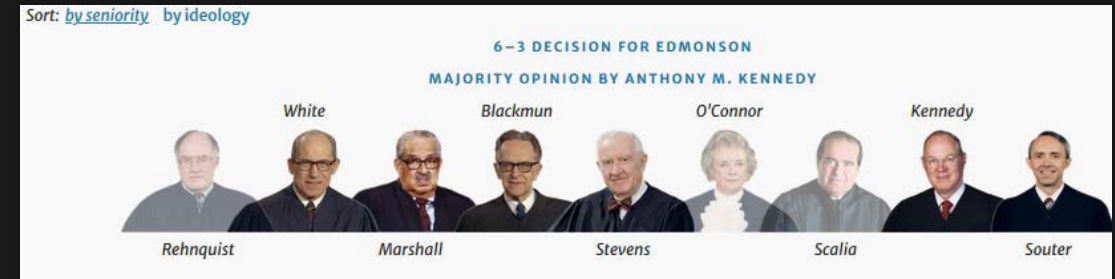 Sort: by seniority by ideology
6–3 DECISION FOR EDMONSON
MAJORITY OPINION BY ANTHONY M. KENNEDY
White Blackmun O'Connor Kennedy
Rehnquist Marshall Stevens Scalia Souter